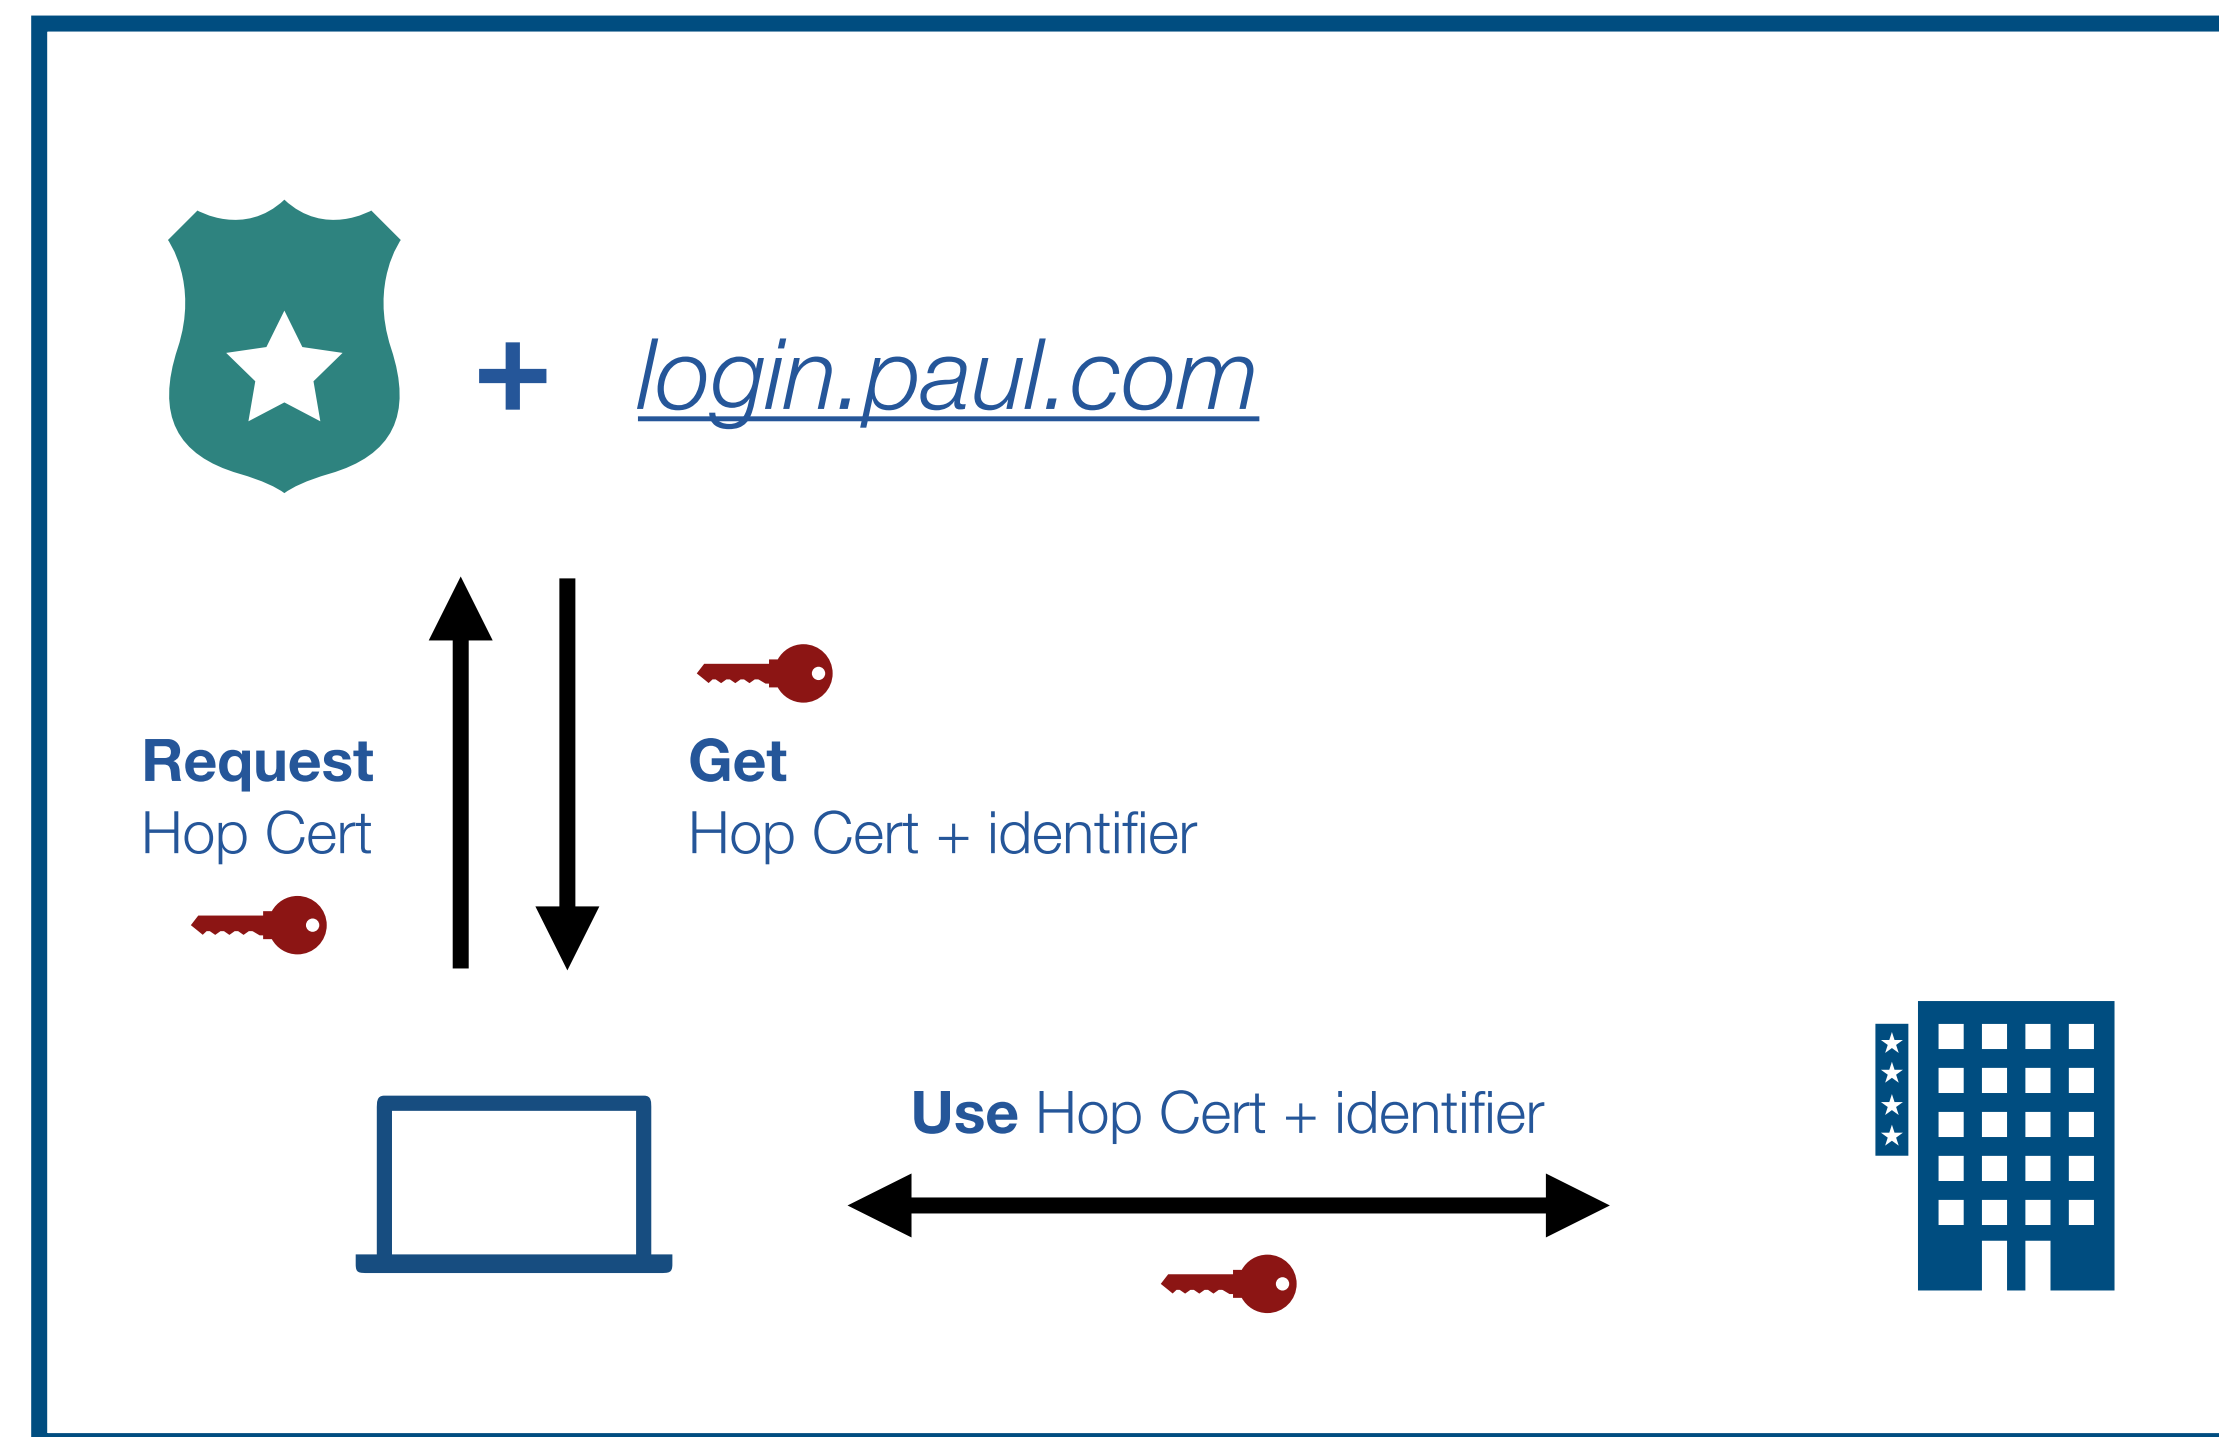 + login.paul.com
Request
Hop Cert
Get
Hop Cert + identifier
Use Hop Cert + identifier